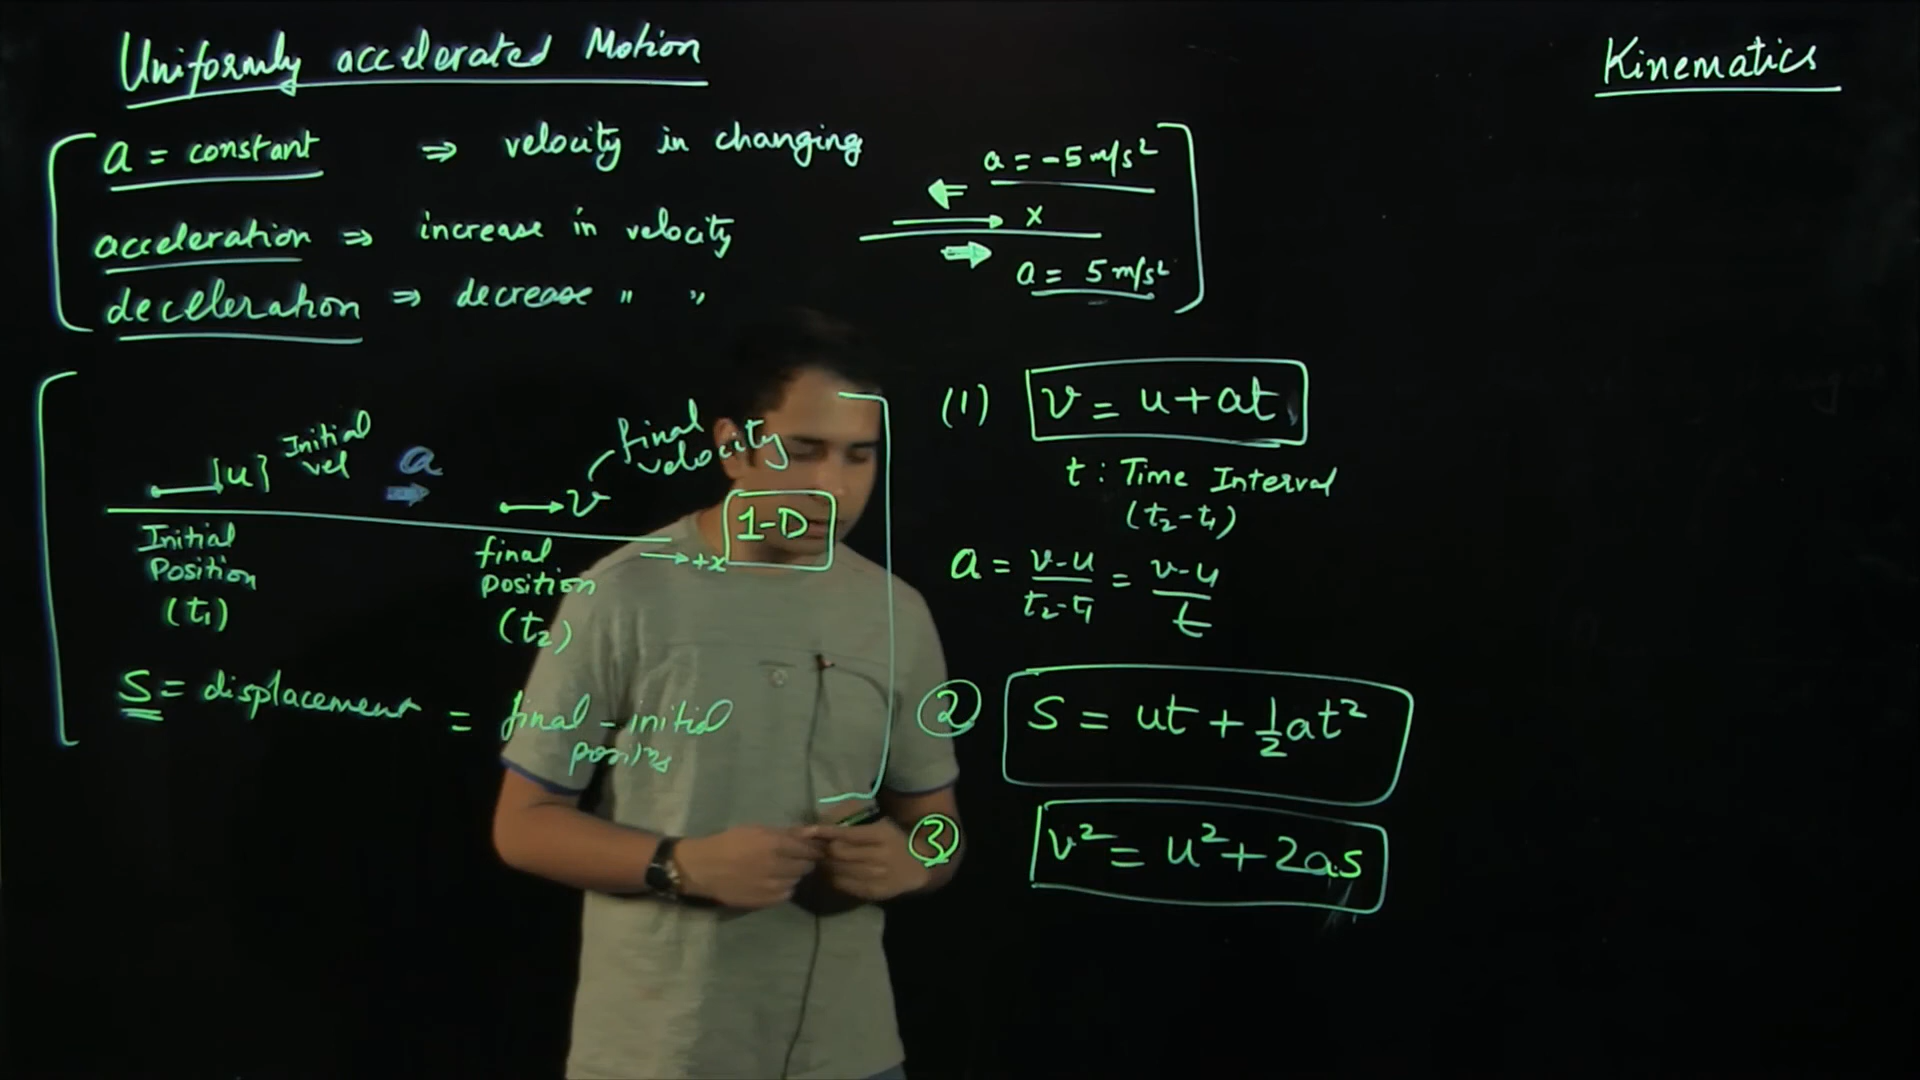 Uniformly accelerated Motion
Kinematics
a = constant ⇒ velocity in changing
acceleration ⇒ increase in velocity
deceleration ⇒ decrease " "
a = -5 m/s²
x
a = 5 m/s²
[u] Initial vel
a
v
final velocity
1-D
+x
Initial Position (t₁)
final position (t₂)
S = displacement = final - initial
(1) v = u + at
t : Time Interval
(t₂-t₁)
a = v-u / t₂-t₁ = v-u / t
② S = ut + ½at²
③ v² = u² + 2as